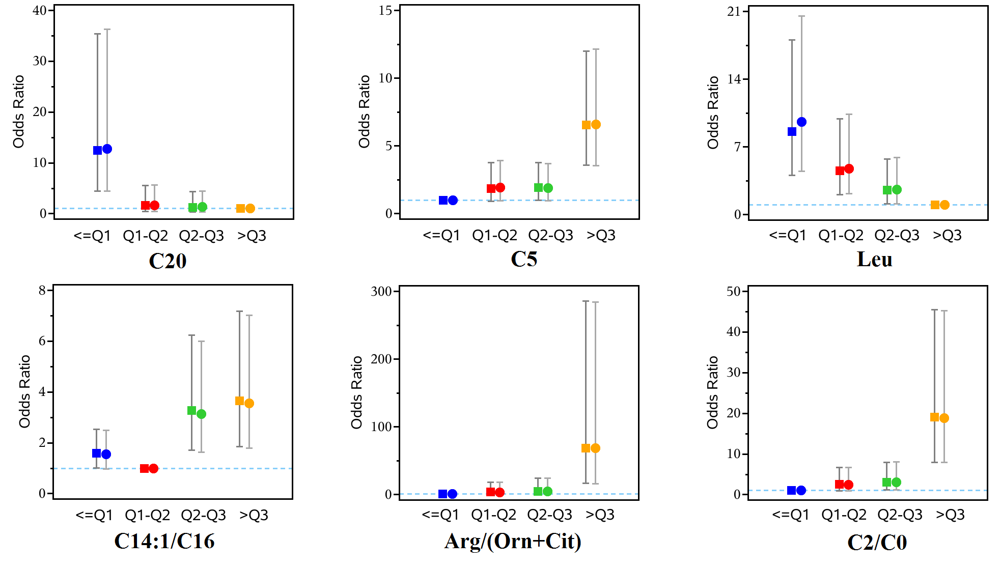 40
30
20
10
0
Odds Ratio
<=Q1 Q1-Q2 Q2-Q3 >Q3
C20
15
10
5
0
Odds Ratio
<=Q1 Q1-Q2 Q2-Q3 >Q3
C5
21
14
7
0
Odds Ratio
<=Q1 Q1-Q2 Q2-Q3 >Q3
Leu
8
6
4
2
0
Odds Ratio
<=Q1 Q1-Q2 Q2-Q3 >Q3
C14:1/C16
300
200
100
0
Odds Ratio
<=Q1 Q1-Q2 Q2-Q3 >Q3
Arg/(Orn+Cit)
50
40
30
20
10
0
Odds Ratio
<=Q1 Q1-Q2 Q2-Q3 >Q3
C2/C0